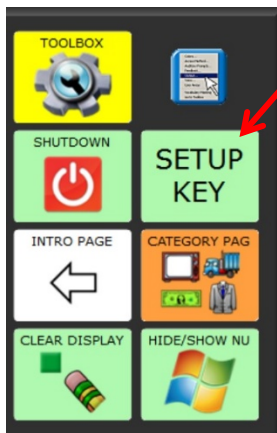 TOOLBOX
SHUTDOWN
SETUP
KEY
INTRO PAGE
CATEGORY PAG
CLEAR DISPLAY
HIDE/SHOW NU